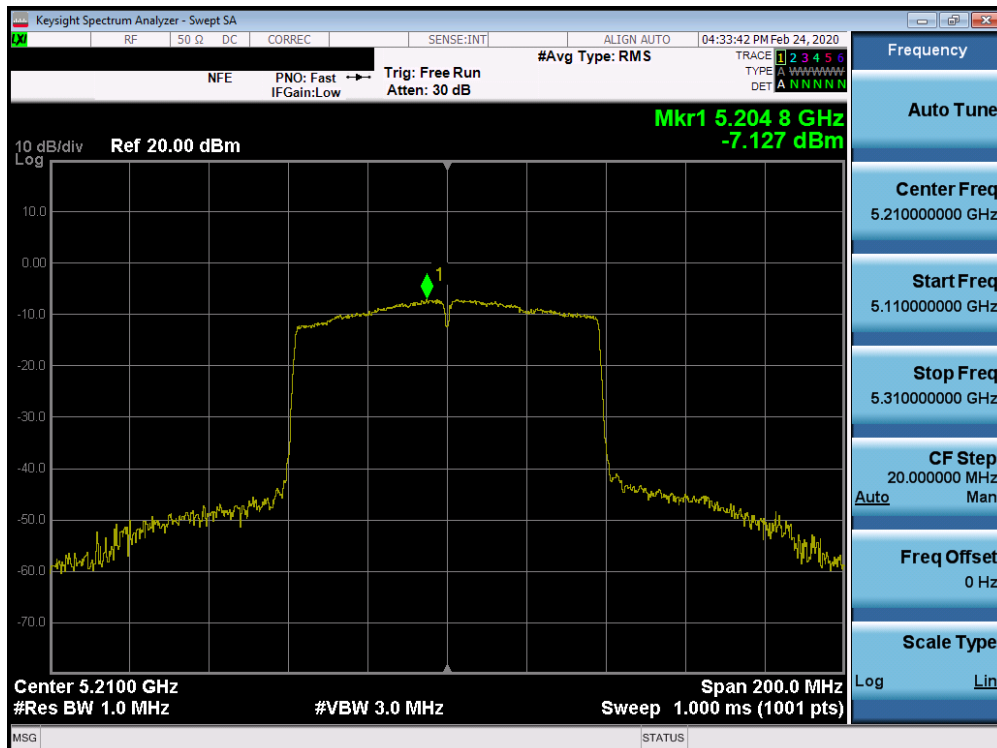 Keysight Spectrum Analyzer - Swept SA
LXI RF 50 Ω DC CORREC SENSE:INT ALIGN AUTO 04:33:42 PM Feb 24, 2020
NFE PNO: Fast Trig: Free Run #Avg Type: RMS TRACE 1 2 3 4 5 6
IFGain:Low Atten: 30 dB TYPE A WWWWW
DET A N N N N N
Mkr1 5.204 8 GHz
-7.127 dBm
10 dB/div Ref 20.00 dBm
Log
10.0
0.00
1
-10.0
-20.0
-30.0
-40.0
-50.0
-60.0
-70.0
Center 5.2100 GHz Span 200.0 MHz
#Res BW 1.0 MHz #VBW 3.0 MHz Sweep 1.000 ms (1001 pts)
MSG STATUS
Frequency
Auto Tune
Center Freq
5.210000000 GHz
Start Freq
5.110000000 GHz
Stop Freq
5.310000000 GHz
CF Step
20.000000 MHz
Auto Man
Freq Offset
0 Hz
Scale Type
Log Lin